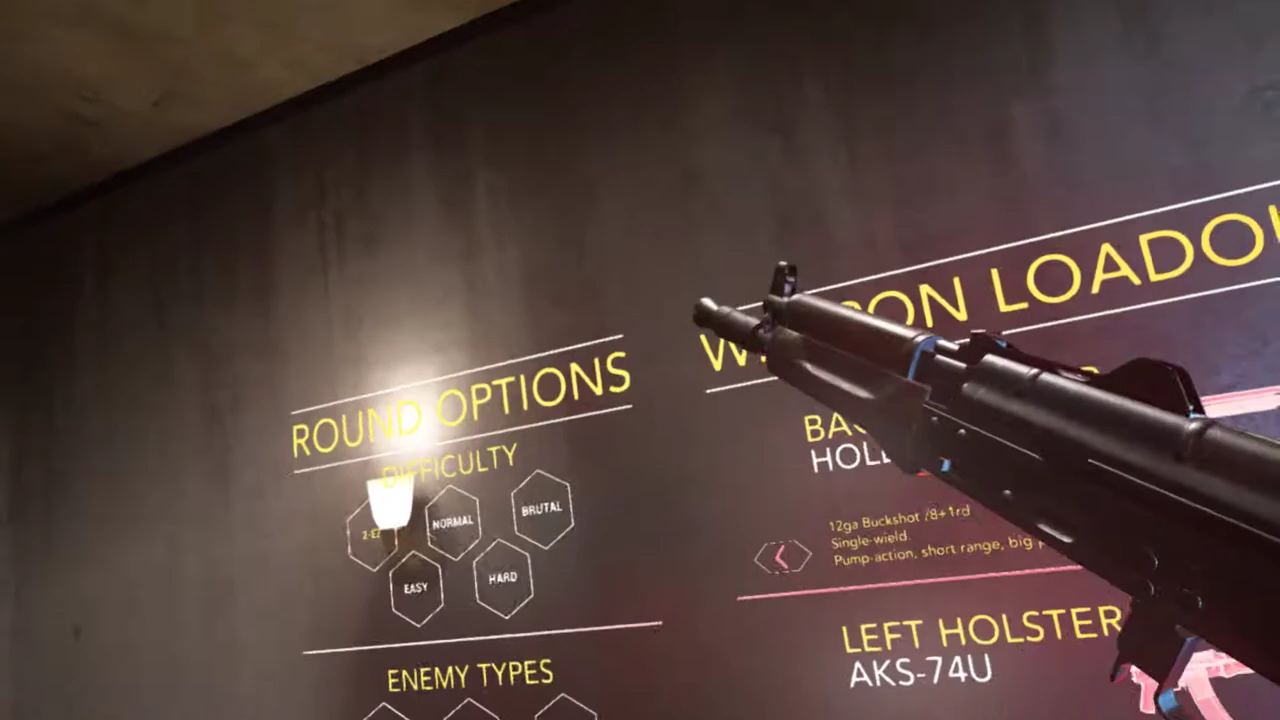 ROUND OPTIONS
DIFFICULTY
NORMAL
BRUTAL
EASY
HARD
ENEMY TYPES
12ga Buckshot /8+1rd
Single-wield.
Pump-action, short range, big
LEFT HOLSTER
AKS-74U